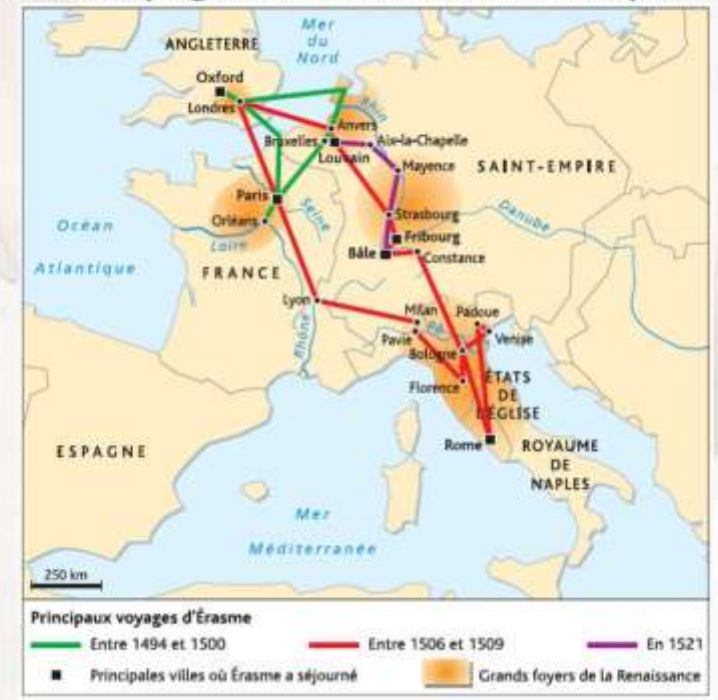 Mer
du
Nord
ANGLETERRE
Oxford
Londres
Rhin
Anvers
Bruxelles
Aix-la-Chapelle
Louvain
Mayence
SAINT-EMPIRE
Paris
Seine
Strasbourg
Danube
Orléans
Océan
Atlantique
Loire
Fribourg
Bâle
Constance
FRANCE
Lyon
Milan
Padoue
Rhône
Pavie
Venise
Bologne
Florence
ÉTATS
DE
L'ÉGLISE
ESPAGNE
Rome
ROYAUME
DE
NAPLES
Mer
Méditerranée
250 km
Principaux voyages d'Érasme
Entre 1494 et 1500
Entre 1506 et 1509
En 1521
Principales villes où Érasme a séjourné
Grands foyers de la Renaissance